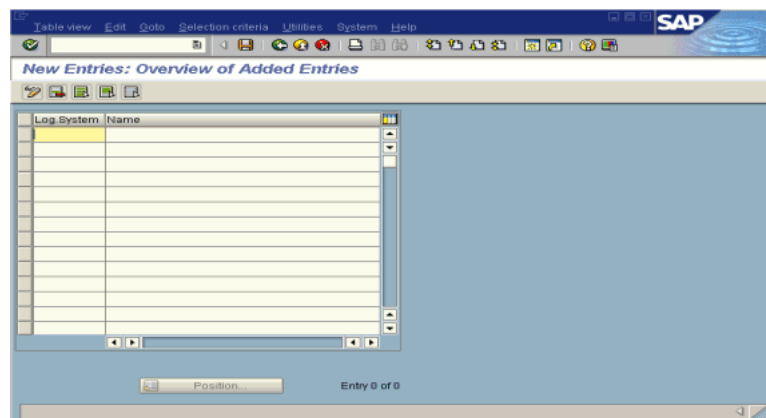 Table view Edit Goto Selection criteria Utilities System Help
SAP
New Entries: Overview of Added Entries
Log.System Name
Position... Entry 0 of 0